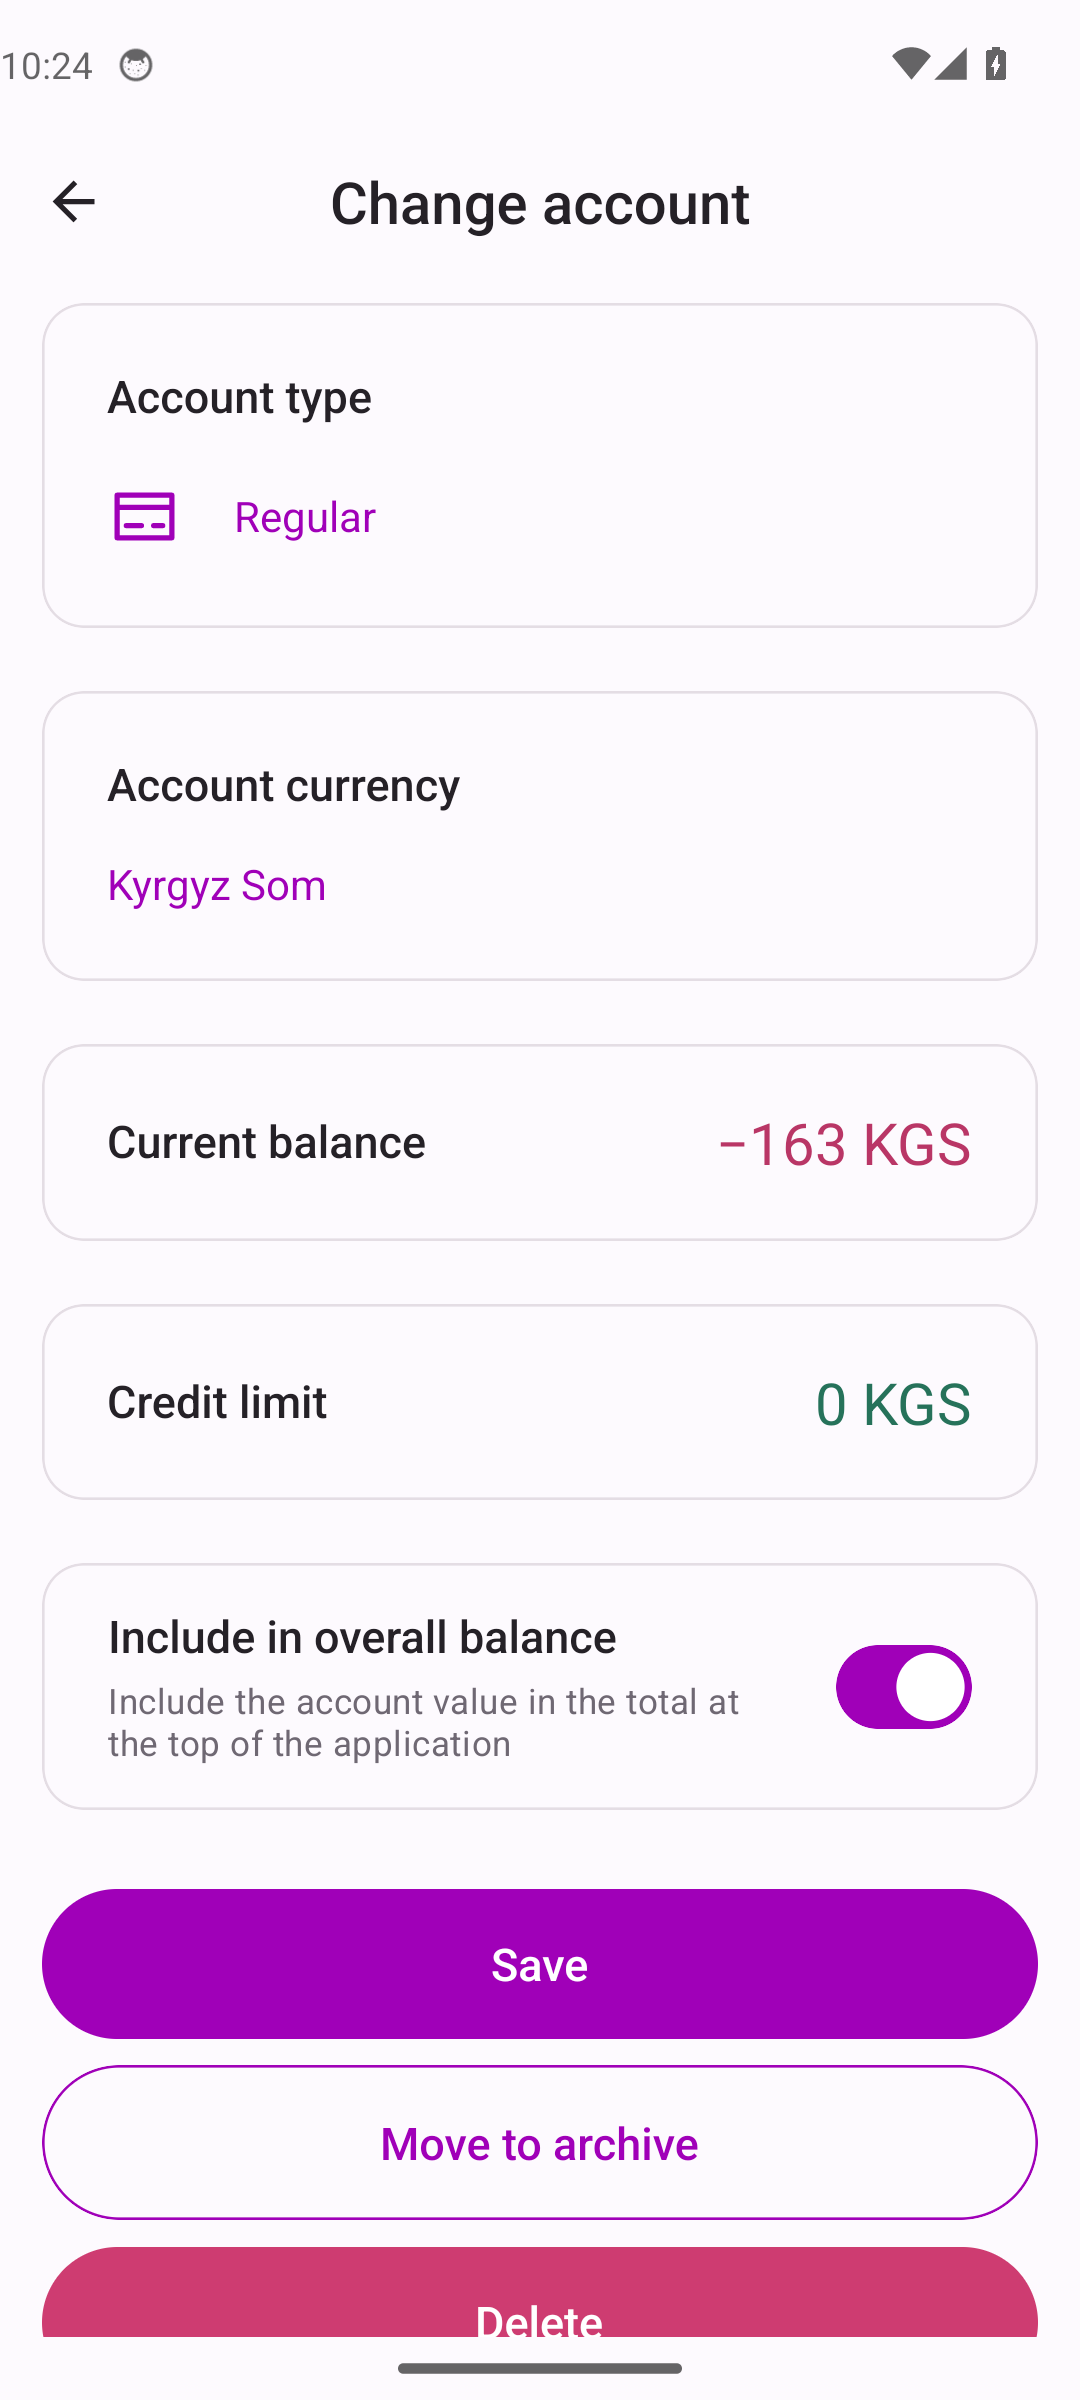 10:24
Change account
Account type
Regular
Account currency
Kyrgyz Som
Current balance
−163 KGS
Credit limit
0 KGS
Include in overall balance
Include the account value in the total at
the top of the application
Save
Move to archive
Delete